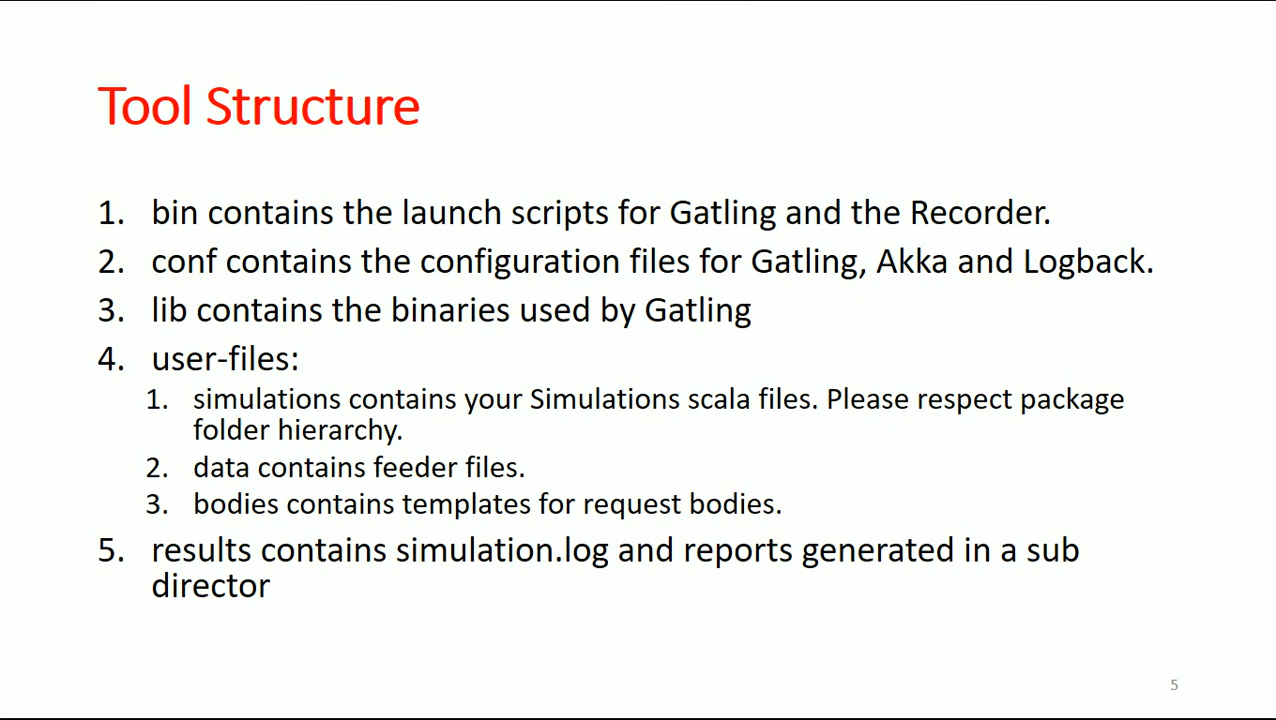 Tool Structure
1. bin contains the launch scripts for Gatling and the Recorder.
2. conf contains the configuration files for Gatling, Akka and Logback.
3. lib contains the binaries used by Gatling
4. user-files:
1. simulations contains your Simulations scala files. Please respect package
folder hierarchy.
2. data contains feeder files.
3. bodies contains templates for request bodies.
5. results contains simulation.log and reports generated in a sub
director
5